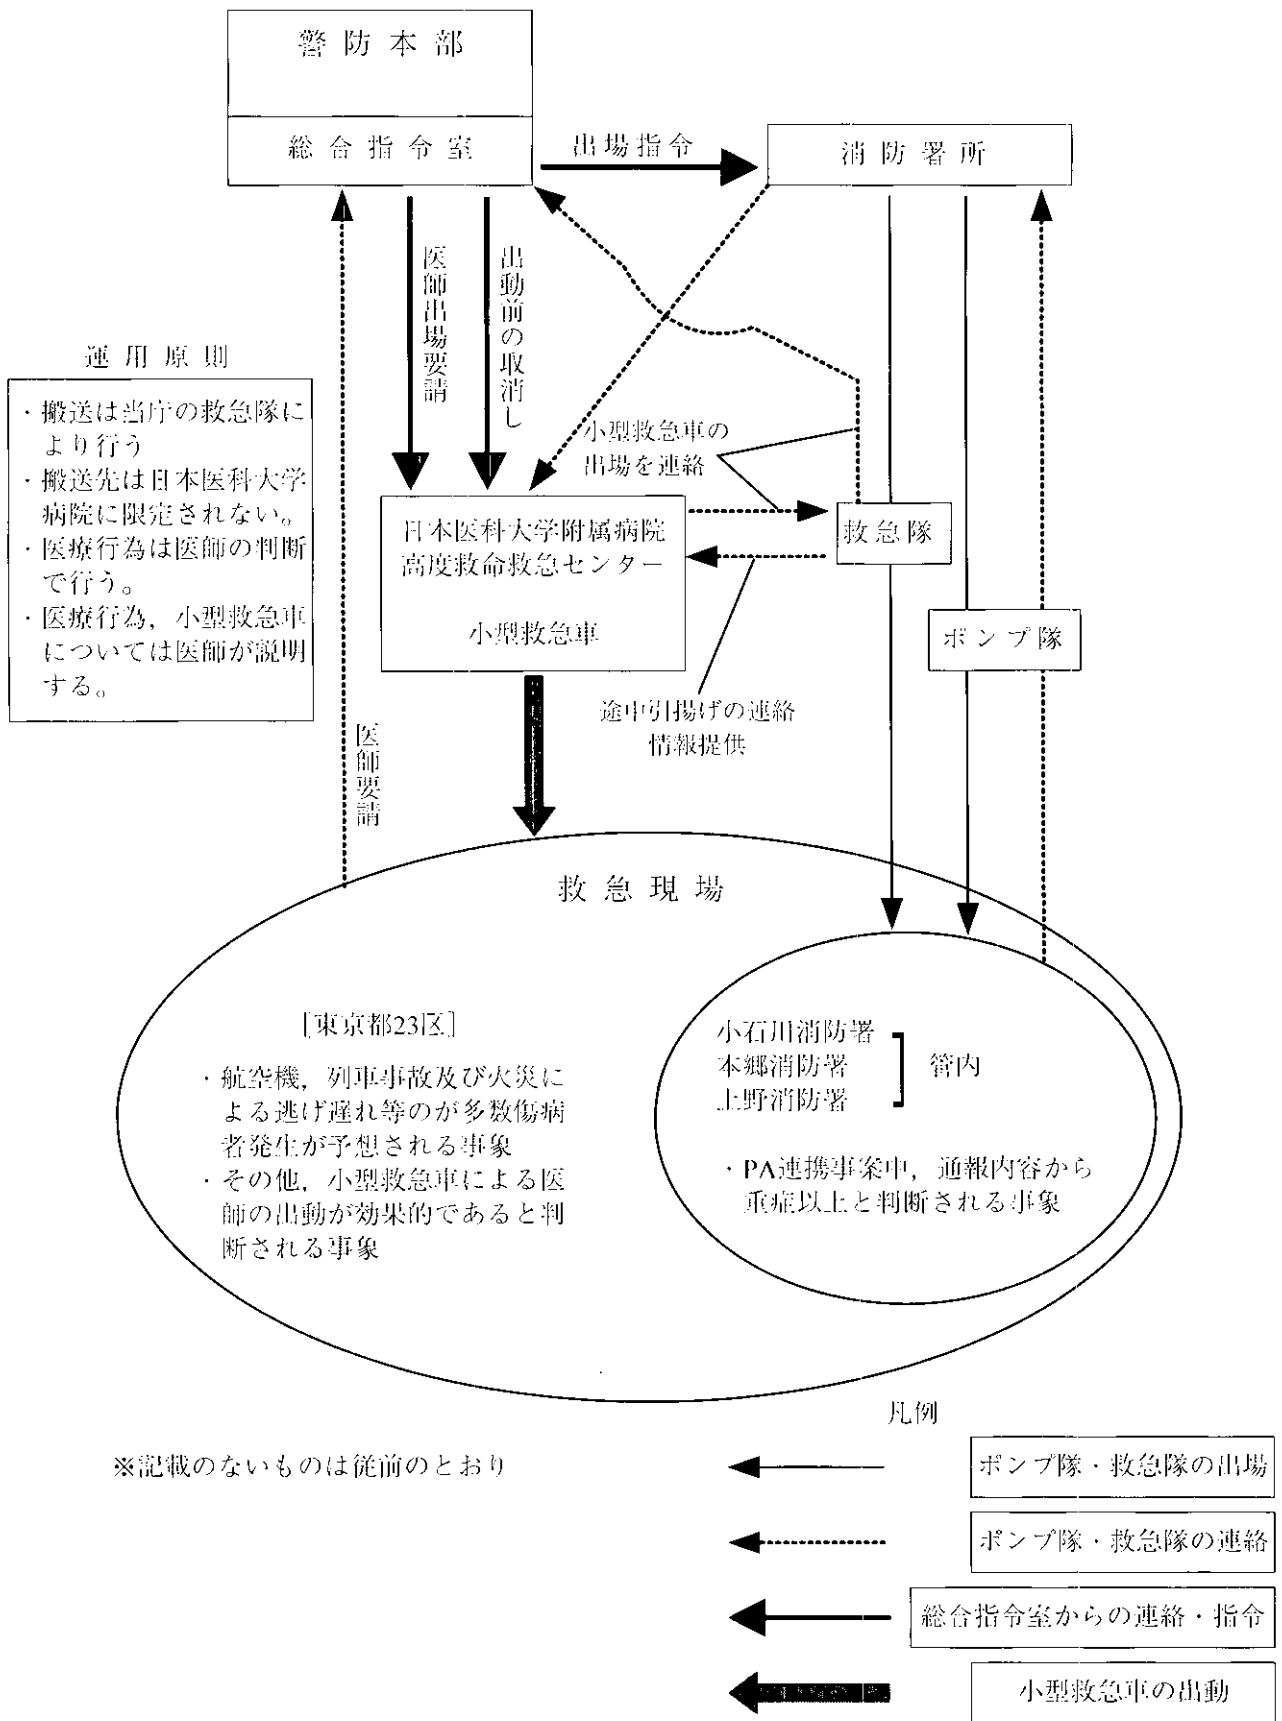 警防本部
総合指令室
出場指令
消防署所
医師出場要請
出動前の取消し
運用原則
・搬送は当庁の救急隊に
より行う
・搬送先は日本医科大学
病院に限定されない。
・医療行為は医師の判断
で行う。
・医療行為，小型救急車
については医師が説明
する。
小型救急車の
出場を連絡
日本医科大学附属病院
高度救命救急センター
小型救急車
救急隊
ポンプ隊
途中引揚げの連絡
情報提供
医師要請
救急現場
［東京都23区］
・航空機，列車事故及び火災に
よる逃げ遅れ等のが多数傷病
者発生が予想される事象
・その他，小型救急車による医
師の出動が効果的であると判
断される事象
小石川消防署
本郷消防署
上野消防署
管内
・PA連携事案中，通報内容から
重症以上と判断される事象
※記載のないものは従前のとおり
凡例
ポンプ隊・救急隊の出場
ポンプ隊・救急隊の連絡
総合指令室からの連絡・指令
小型救急車の出動